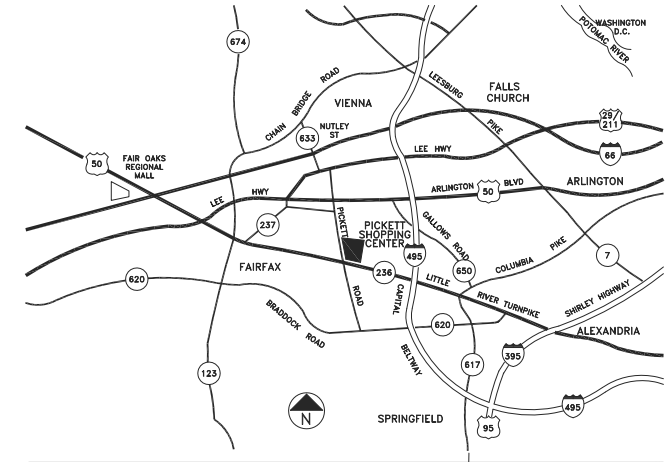 WASHINGTON
D.C.
POTOMAC RIVER
674
CHAIN BRIDGE ROAD
VIENNA
LEESBURG PIKE
FALLS
CHURCH
29/
211
66
NUTLEY
ST
633
LEE HWY
50
FAIR OAKS
REGIONAL
MALL
LEE HWY
ARLINGTON 50 BLVD
ARLINGTON
237
PICKETT ROAD
PICKETT
SHOPPING
CENTER
GALLOWS ROAD
495
650
COLUMBIA PIKE
7
FAIRFAX
236
LITTLE RIVER TURNPIKE
620
BRADDOCK ROAD
CAPITAL BELTWAY
620
SHIRLEY HIGHWAY
ALEXANDRIA
395
617
123
495
N
SPRINGFIELD
95